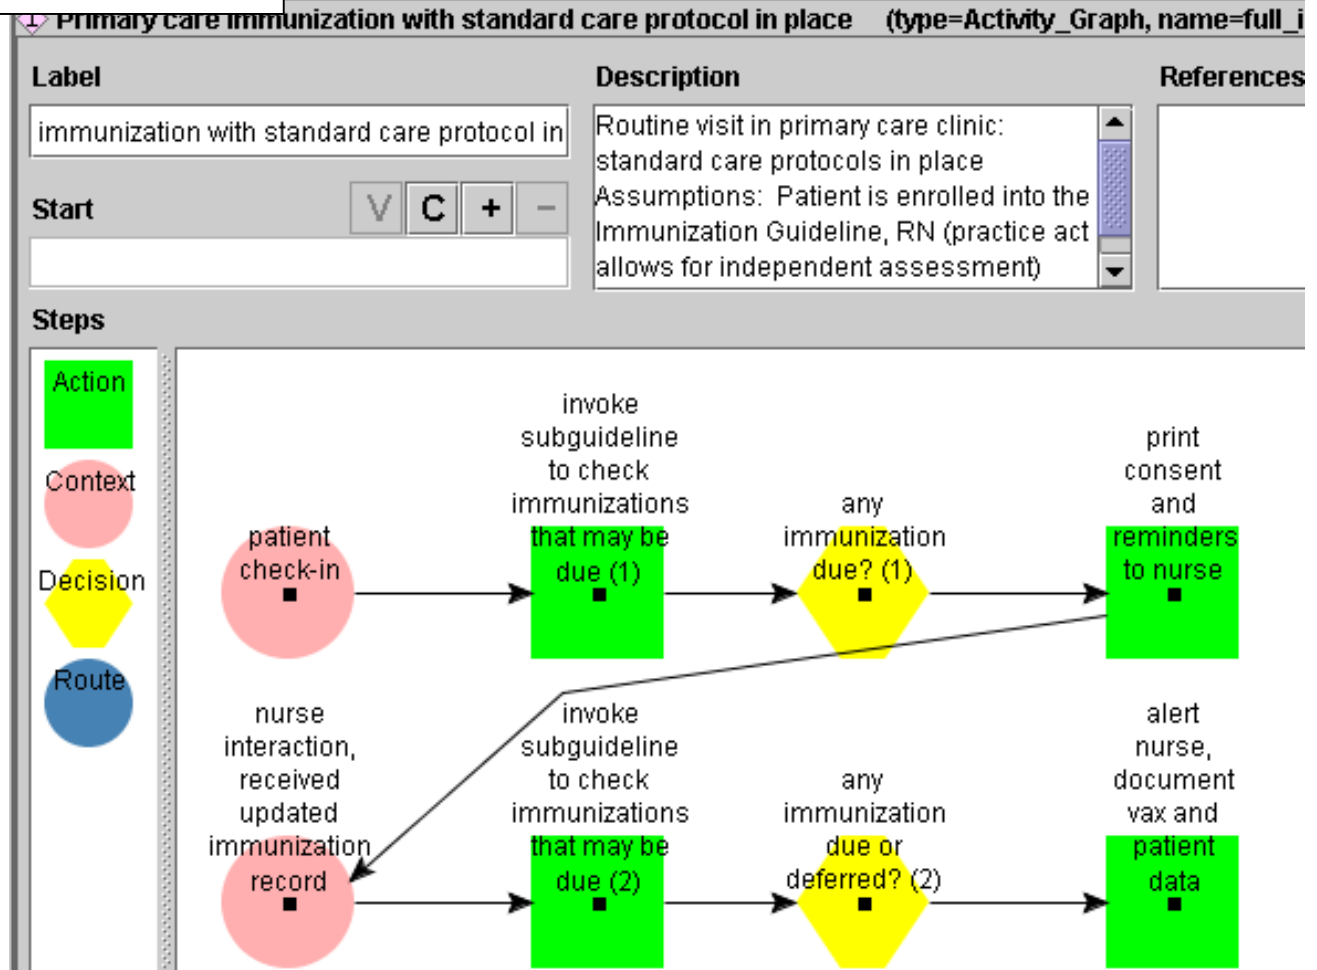 Primary care immunization with standard care protocol in place (type=Activity_Graph, name=full_i
Label
Description
References
immunization with standard care protocol in
Routine visit in primary care clinic:
standard care protocols in place
Assumptions: Patient is enrolled into the
Immunization Guideline, RN (practice act
allows for independent assessment)
Start
V C + −
Steps
Action
Context
Decision
Route
patient
check-in
invoke
subguideline
to check
immunizations
that may be
due (1)
any
immunization
due? (1)
print
consent
and
reminders
to nurse
nurse
interaction,
received
updated
immunization
record
invoke
subguideline
to check
immunizations
that may be
due (2)
any
immunization
due or
deferred? (2)
alert
nurse,
document
vax and
patient
data